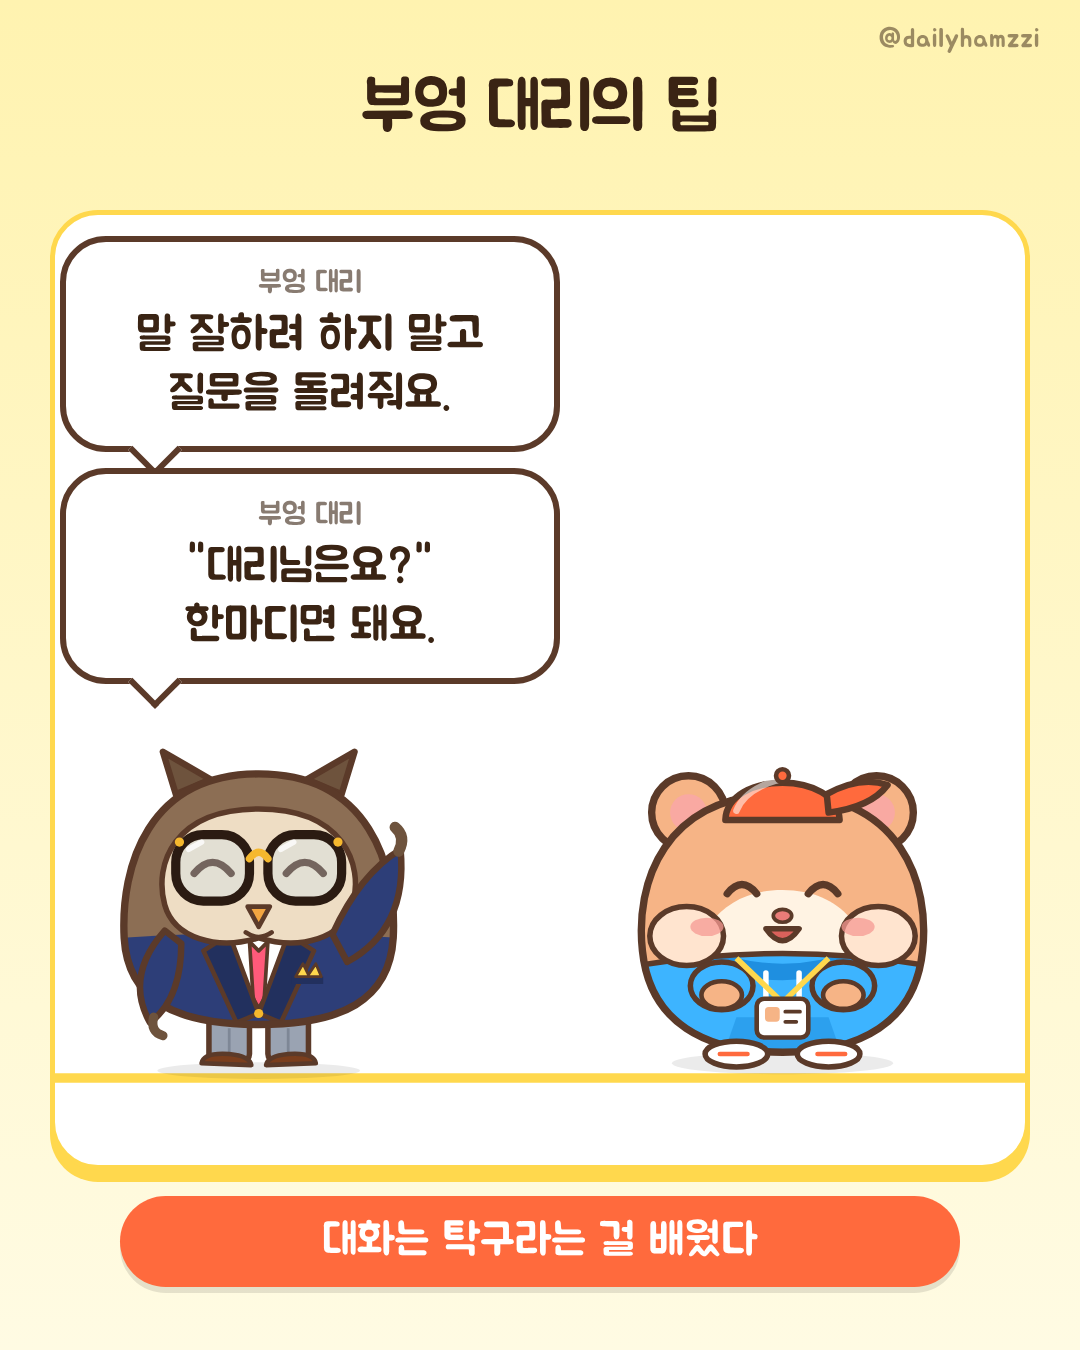 @dailyhamzzi
부엉 대리의 팁
부엉 대리
말 잘하려 하지 말고
질문을 돌려줘요.
부엉 대리
"대리님은요?"
한마디면 돼요.
대화는 탁구라는 걸 배웠다